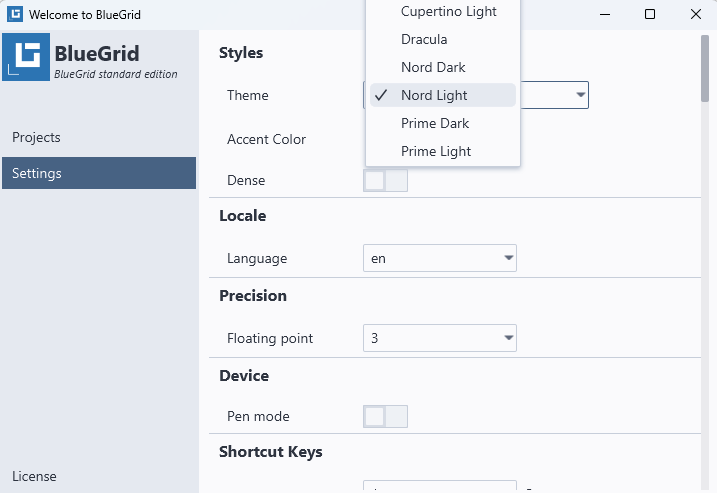 Welcome to BlueGrid
BlueGrid
BlueGrid standard edition
Projects
Settings
License
Styles
Theme
Cupertino Light
Dracula
Nord Dark
Nord Light
Prime Dark
Prime Light
Accent Color
Dense
Locale
Language
en
Precision
Floating point
3
Device
Pen mode
Shortcut Keys